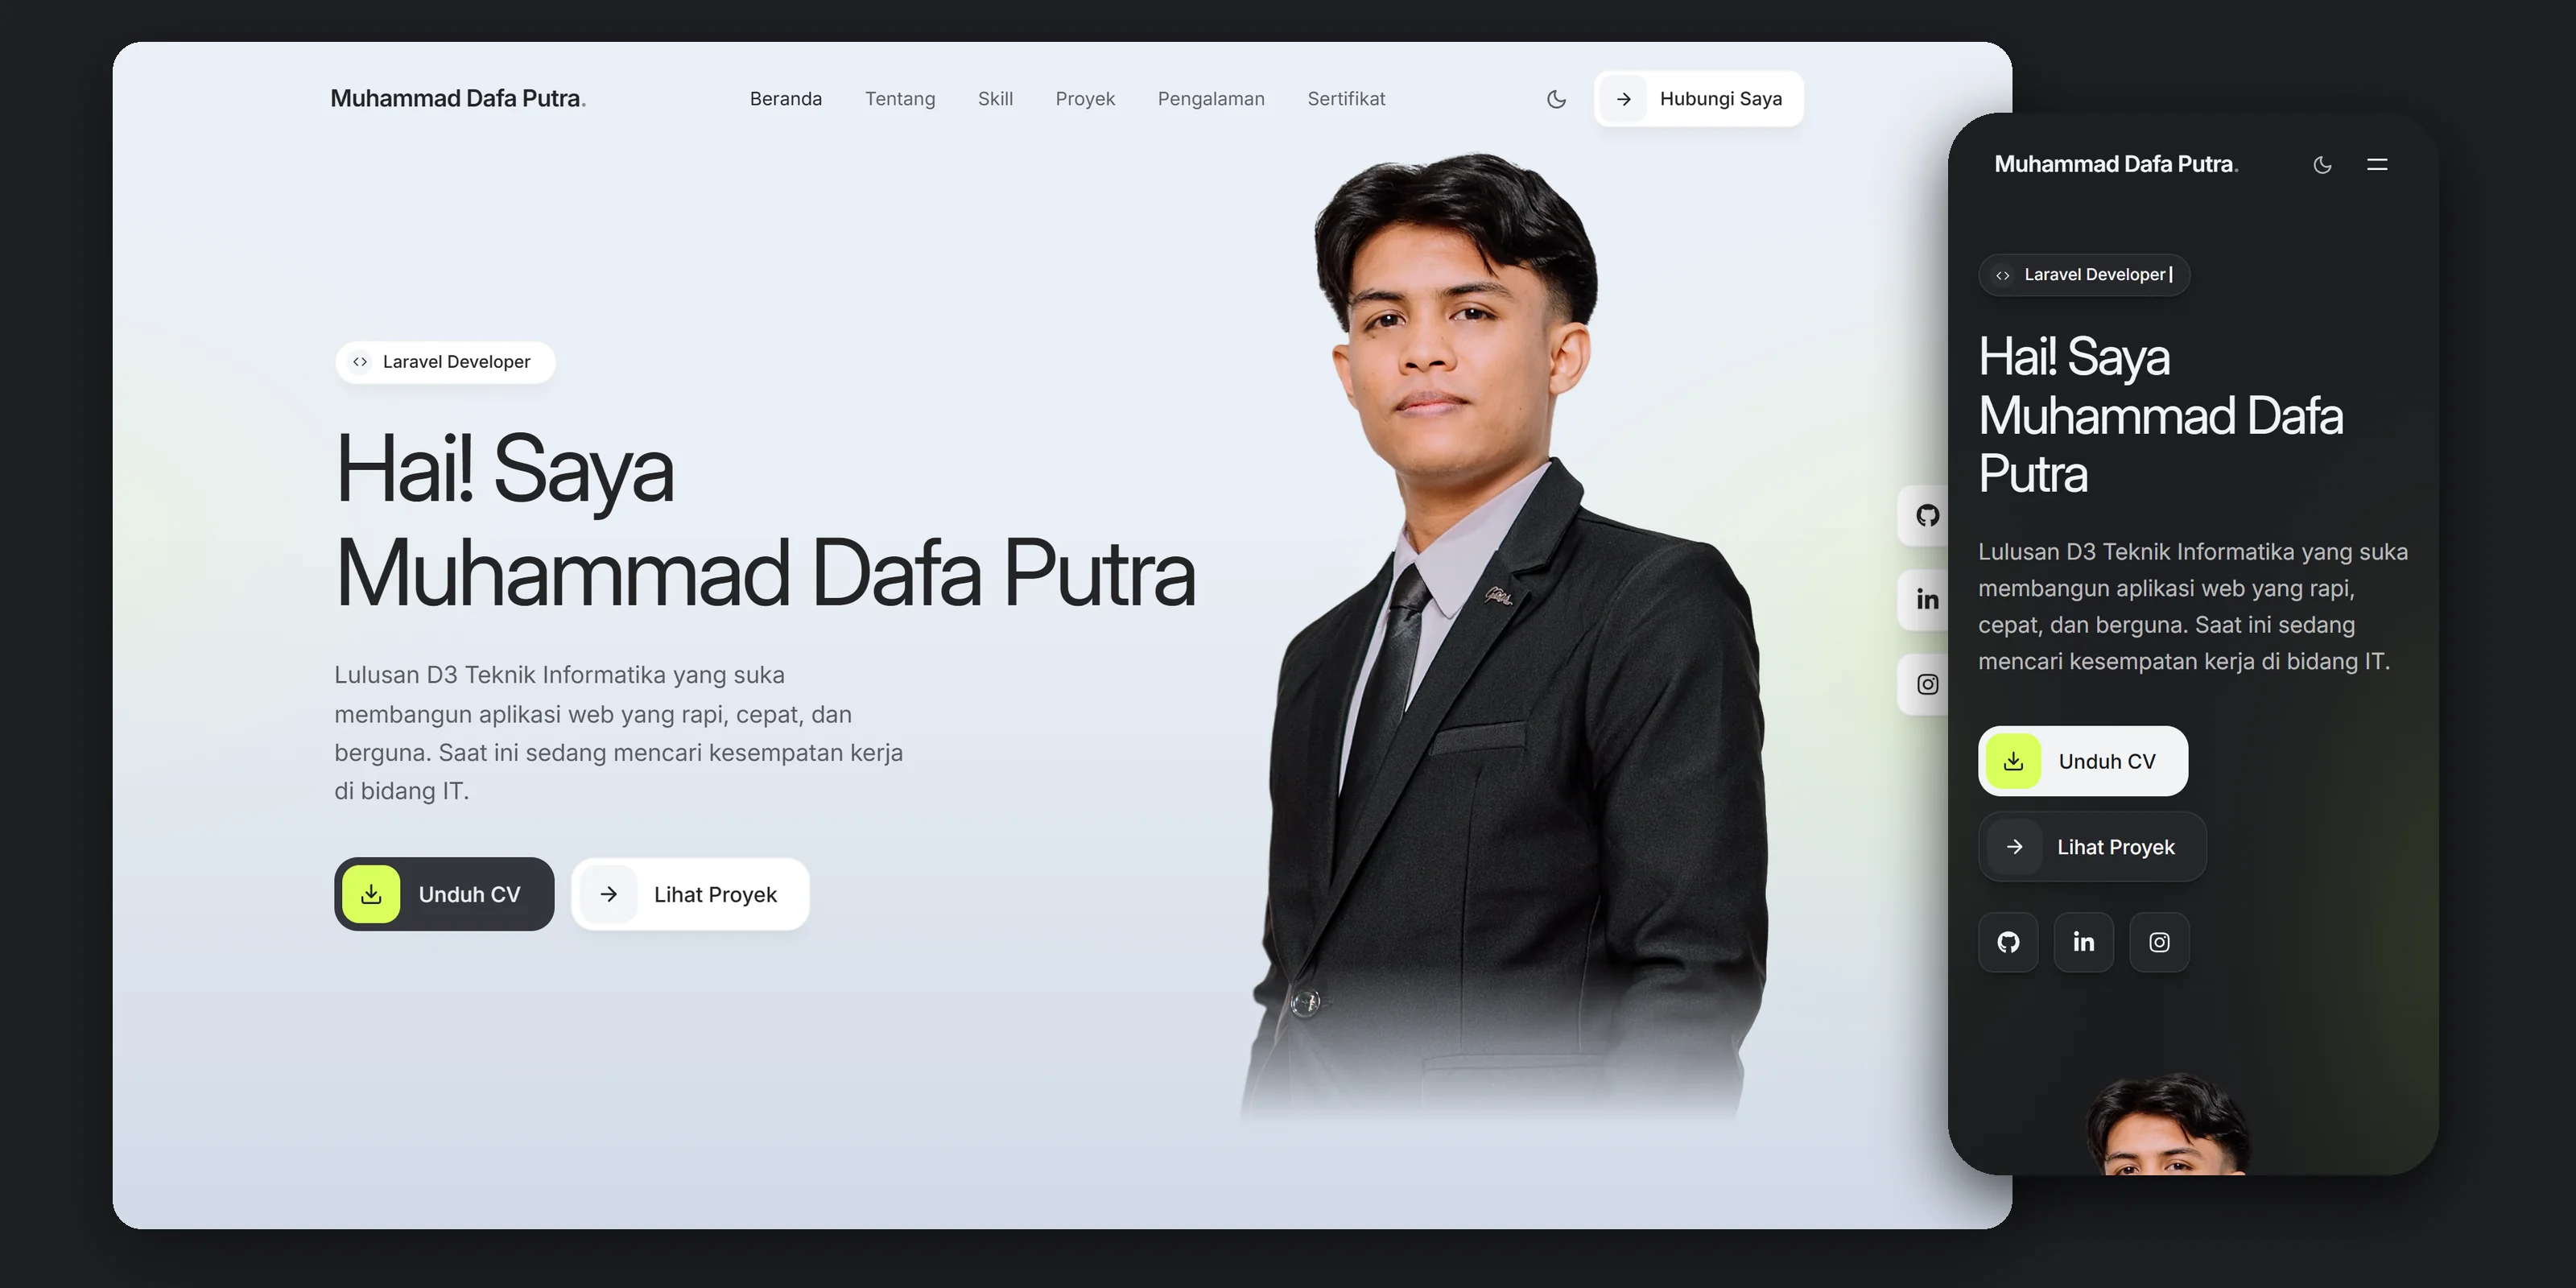 Muhammad Dafa Putra.
Beranda
Tentang
Skill
Proyek
Pengalaman
Sertifikat
Hubungi Saya
Laravel Developer
Hai! Saya
Muhammad Dafa Putra
Lulusan D3 Teknik Informatika yang suka
membangun aplikasi web yang rapi, cepat, dan
berguna. Saat ini sedang mencari kesempatan kerja
di bidang IT.
Unduh CV
Lihat Proyek
in
Muhammad Dafa Putra.
Laravel Developer
Hai! Saya
Muhammad Dafa
Putra
Lulusan D3 Teknik Informatika yang suka
membangun aplikasi web yang rapi,
cepat, dan berguna. Saat ini sedang
mencari kesempatan kerja di bidang IT.
Unduh CV
Lihat Proyek
in